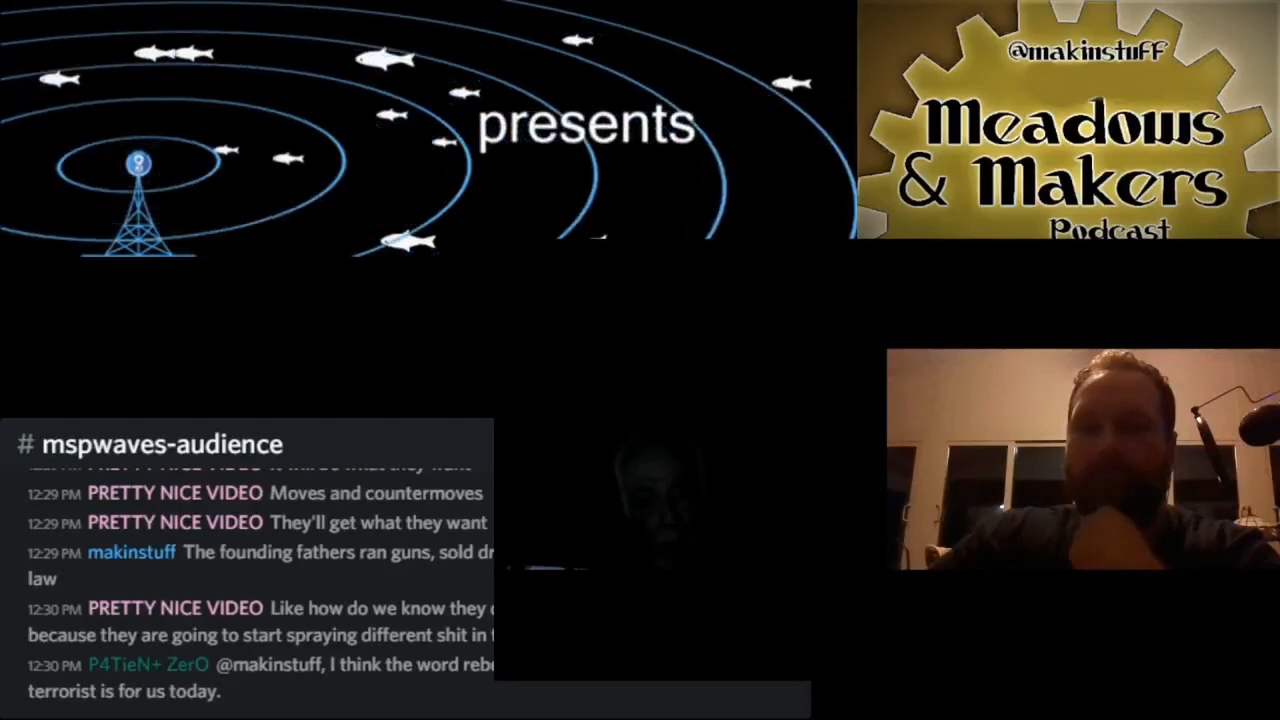 presents
@makinstuff
Meadows
& Makers
Podcast
# mspwaves-audience
12:29 PM PRETTY NICE VIDEO Moves and countermoves
12:29 PM PRETTY NICE VIDEO They'll get what they want
12:29 PM makinstuff The founding fathers ran guns, sold
law
12:30 PM PRETTY NICE VIDEO Like how do we know they
because they are going to start spraying different shit in
12:30 PM P4TieN+ ZerO @makinstuff, I think the word
terrorist is for us today.